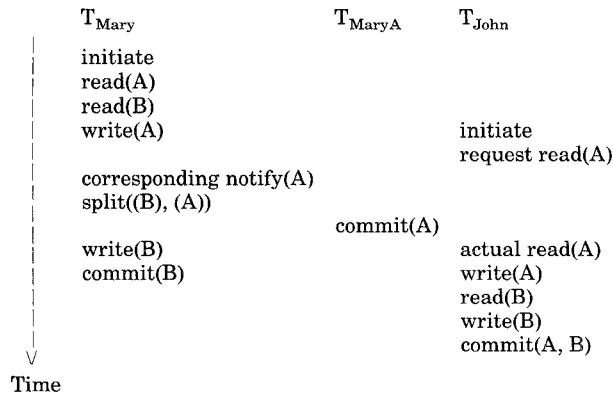 T_Mary T_MaryA T_John
initiate
read(A)
read(B)
write(A) initiate
request read(A)
corresponding notify(A)
split((B), (A))
commit(A)
write(B) actual read(A)
commit(B) write(A)
read(B)
write(B)
commit(A, B)
Time